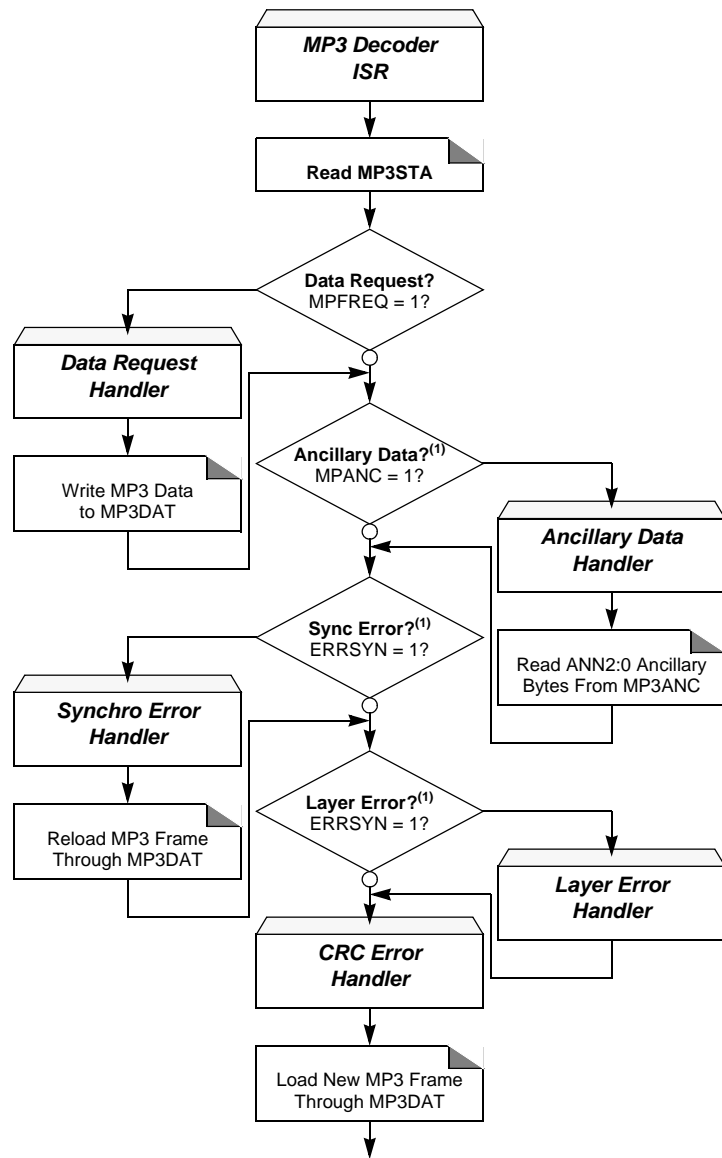 MP3 Decoder
ISR
Read MP3STA
Data Request?
MPFREQ = 1?
Data Request
Handler
Write MP3 Data
to MP3DAT
Ancillary Data?(1)
MPANC = 1?
Ancillary Data
Handler
Read ANN2:0 Ancillary
Bytes From MP3ANC
Sync Error?(1)
ERRSYN = 1?
Synchro Error
Handler
Reload MP3 Frame
Through MP3DAT
Layer Error?(1)
ERRSYN = 1?
Layer Error
Handler
CRC Error
Handler
Load New MP3 Frame
Through MP3DAT